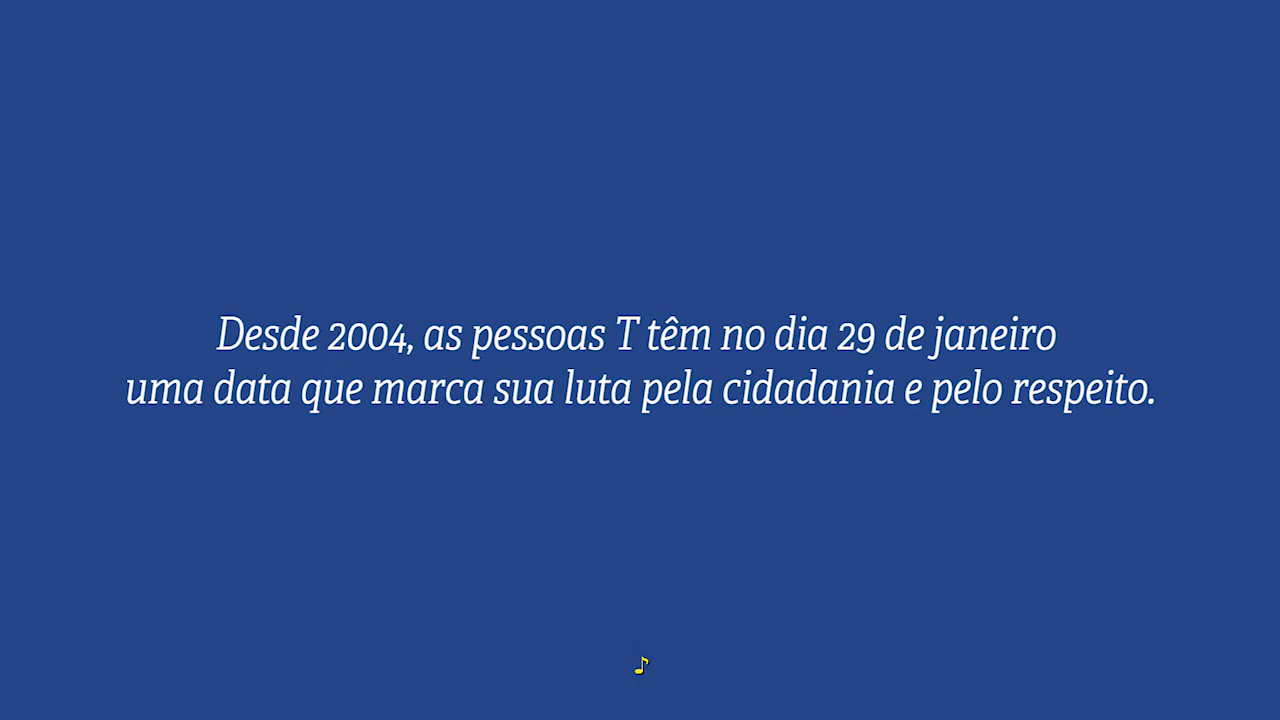 Desde 2004, as pessoas T têm no dia 29 de janeiro
uma data que marca sua luta pela cidadania e pelo respeito.
♪